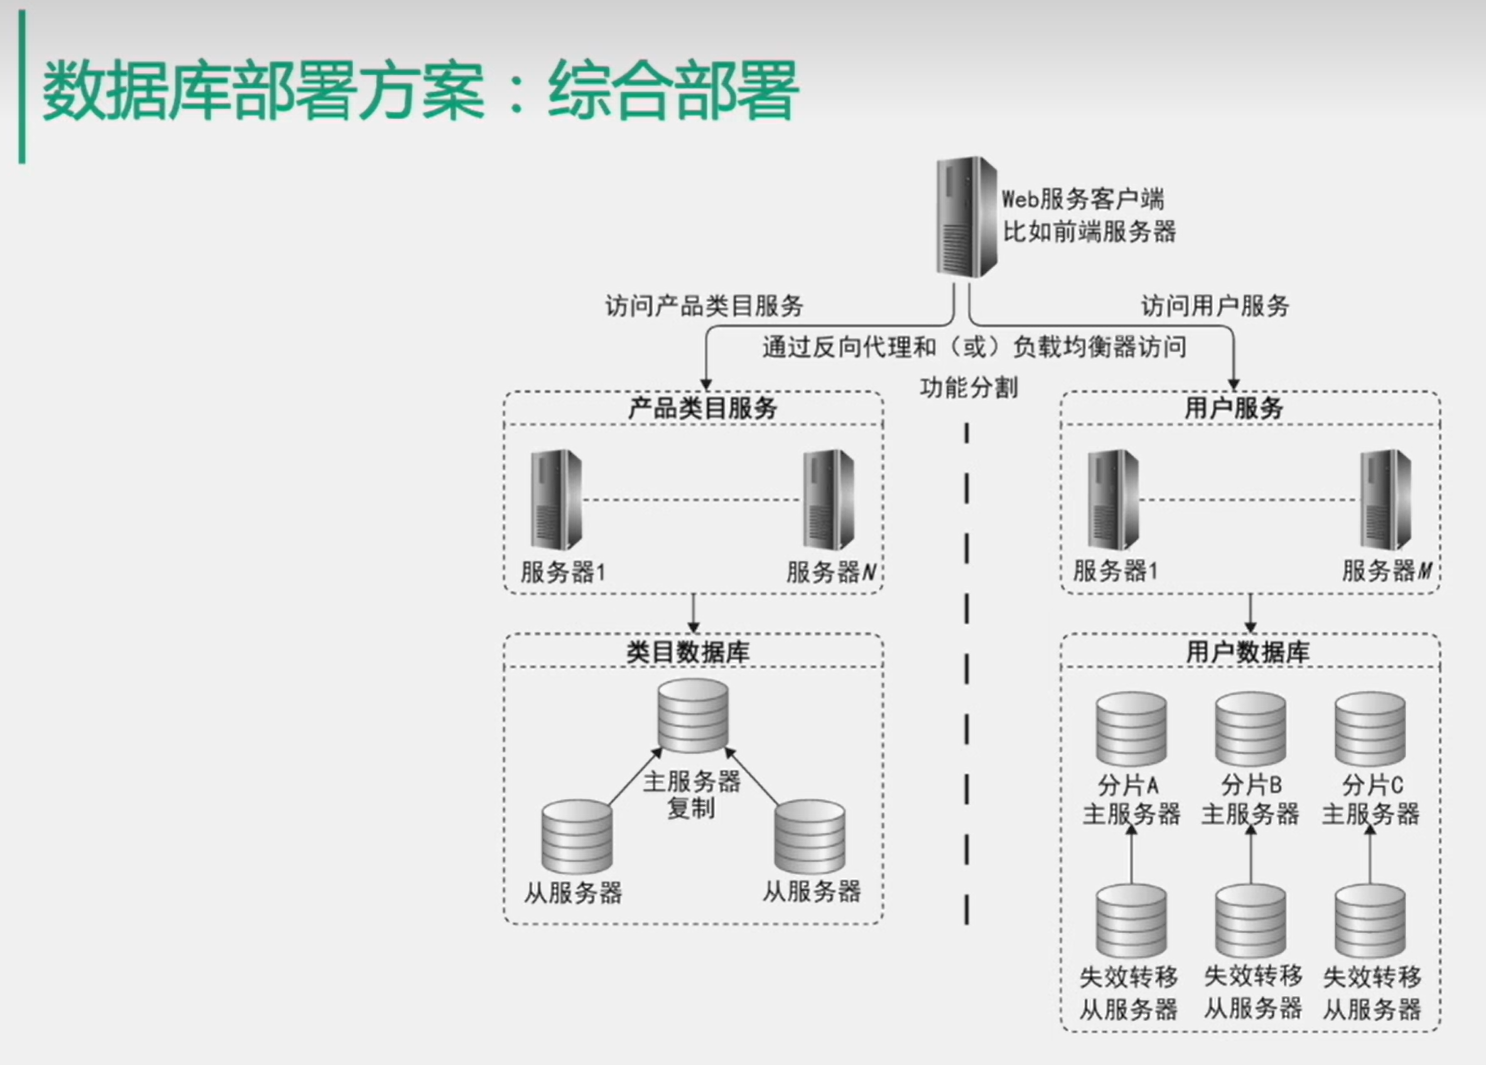 数据库部署方案：综合部署
Web服务客户端
比如前端服务器
访问产品类目服务
访问用户服务
通过反向代理和（或）负载均衡器访问
功能分割
产品类目服务
服务器1
服务器N
类目数据库
主服务器
复制
从服务器
从服务器
用户服务
服务器1
服务器M
用户数据库
分片A
主服务器
分片B
主服务器
分片C
主服务器
失效转移
从服务器
失效转移
从服务器
失效转移
从服务器